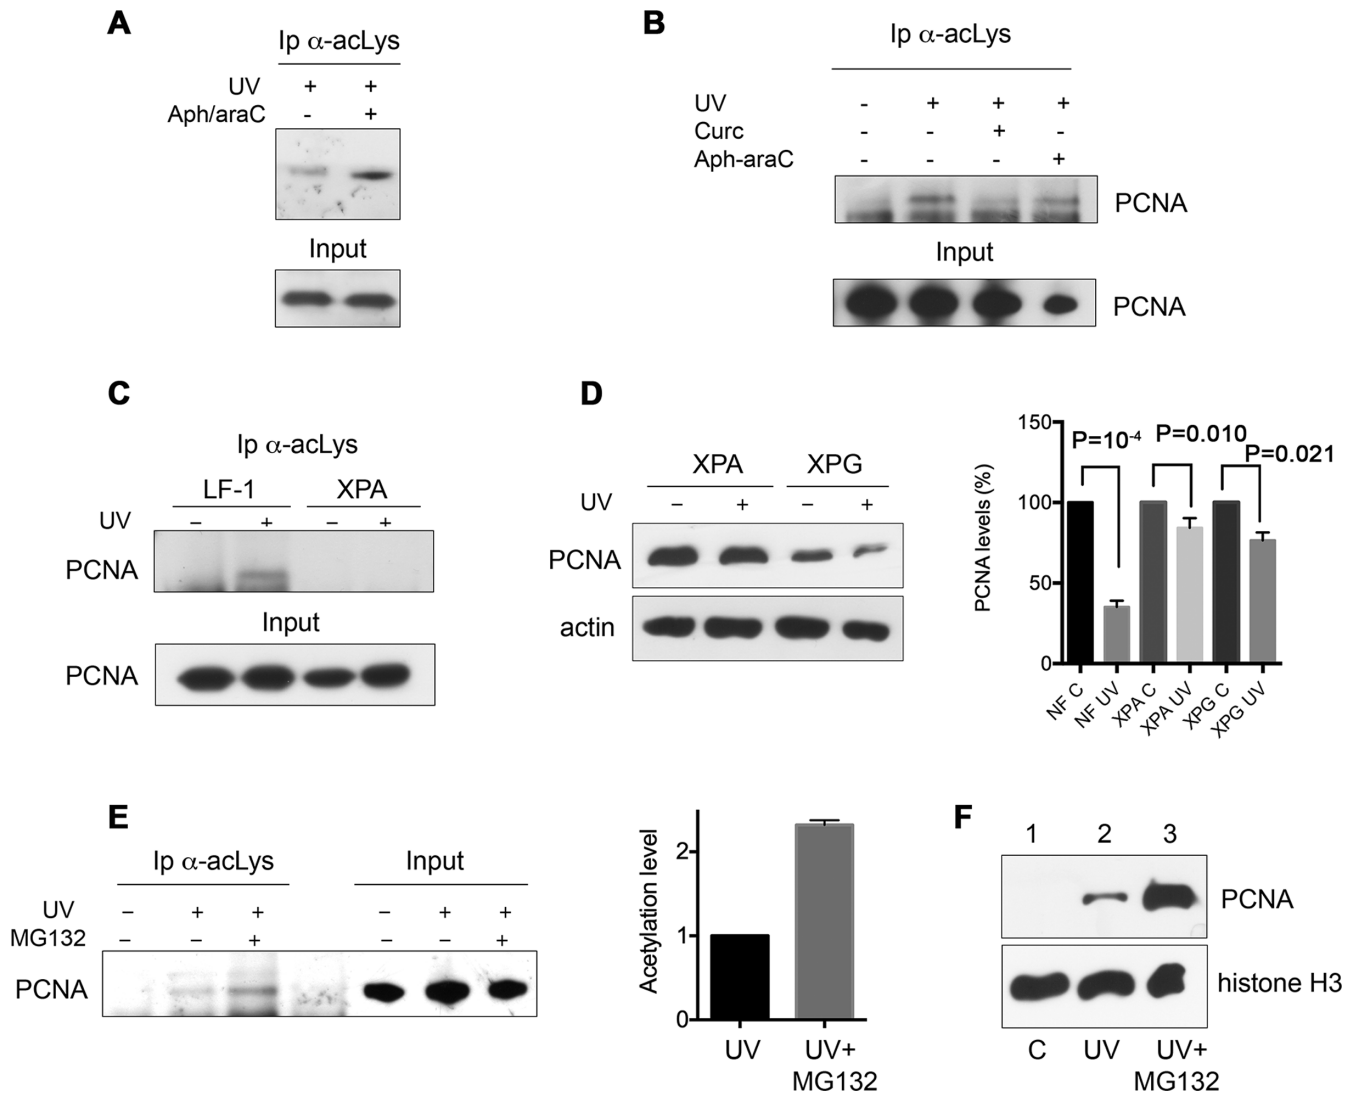 A
Ip α-acLys
UV + +
Aph/araC - +
Input
B
Ip α-acLys
UV - + + +
Curc - - + -
Aph-araC - - - +
PCNA
Input
PCNA
C
Ip α-acLys
LF-1 XPA
UV – + – +
PCNA
Input
PCNA
D
XPA XPG
UV – + – +
PCNA
actin
PCNA levels (%)
150
100
50
0
P=10-4
P=0.010
P=0.021
NF C
NF UV
XPA C
XPA UV
XPG C
XPG UV
E
Ip α-acLys Input
UV – + + – + +
MG132 – – + – – +
PCNA
Acetylation level
2
1
0
UV
UV+
MG132
F
1 2 3
PCNA
histone H3
C UV UV+
MG132